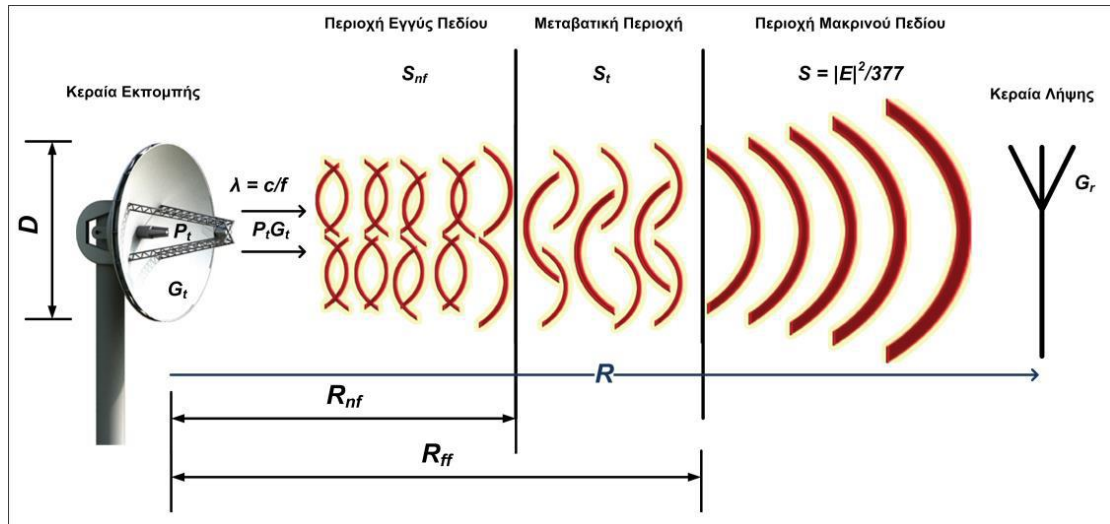 Περιοχή Εγγύς Πεδίου
Μεταβατική Περιοχή
Περιοχή Μακρινού Πεδίου
Snf
St
S = |E|²/377
Κεραία Εκπομπής
Κεραία Λήψης
λ = c/f
PtGt
D
Pt
Gt
Gr
R
Rnf
Rff